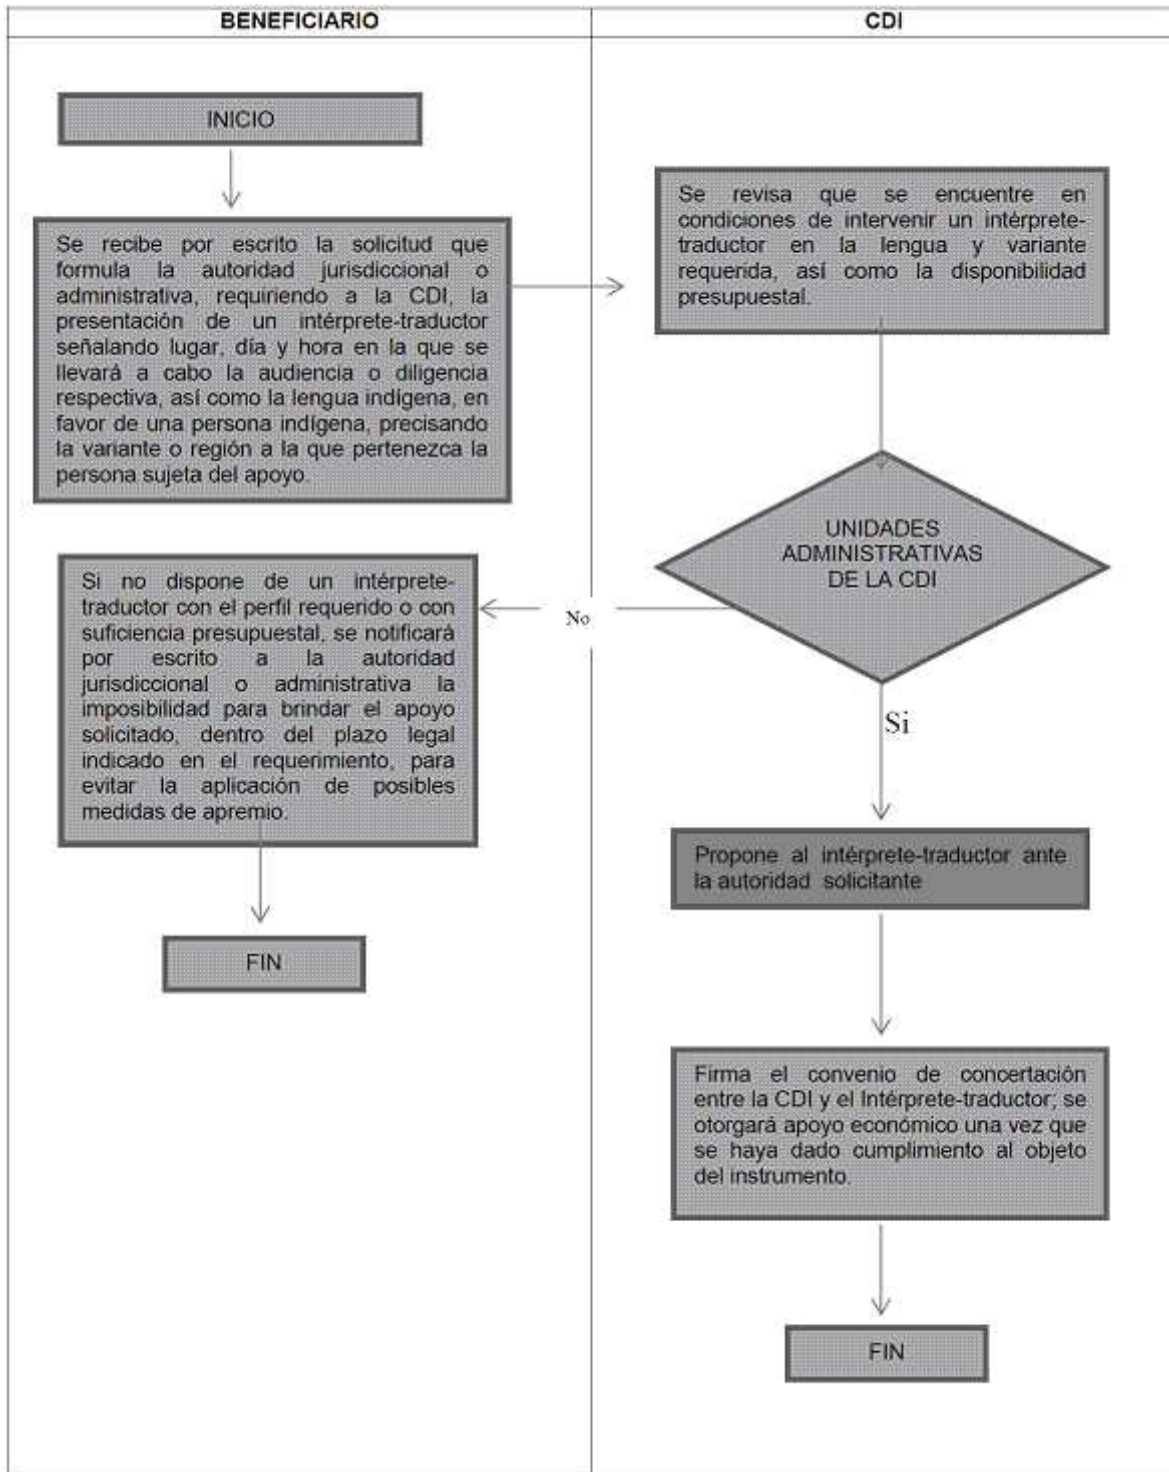 BENEFICIARIO
CDI
INICIO
Se recibe por escrito la solicitud que
formula la autoridad jurisdiccional o
administrativa, requiriendo a la CDI, la
presentación de un intérprete-traductor
señalando lugar, día y hora en la que se
llevará a cabo la audiencia o diligencia
respectiva, así como la lengua indígena, en
favor de una persona indígena, precisando
la variante o región a la que pertenezca la
persona sujeta del apoyo.
Se revisa que se encuentre en
condiciones de intervenir un intérprete-
traductor en la lengua y variante
requerida, así como la disponibilidad
presupuestal.
UNIDADES
ADMINISTRATIVAS
DE LA CDI
No
Si no dispone de un intérprete-
traductor con el perfil requerido o con
suficiencia presupuestal, se notificará
por escrito a la autoridad
jurisdiccional o administrativa la
imposibilidad para brindar el apoyo
solicitado, dentro del plazo legal
indicado en el requerimiento, para
evitar la aplicación de posibles
medidas de apremio.
FIN
Si
Propone al intérprete-traductor ante
la autoridad solicitante
Firma el convenio de concertación
entre la CDI y el Intérprete-traductor; se
otorgará apoyo económico una vez que
se haya dado cumplimiento al objeto
del instrumento.
FIN